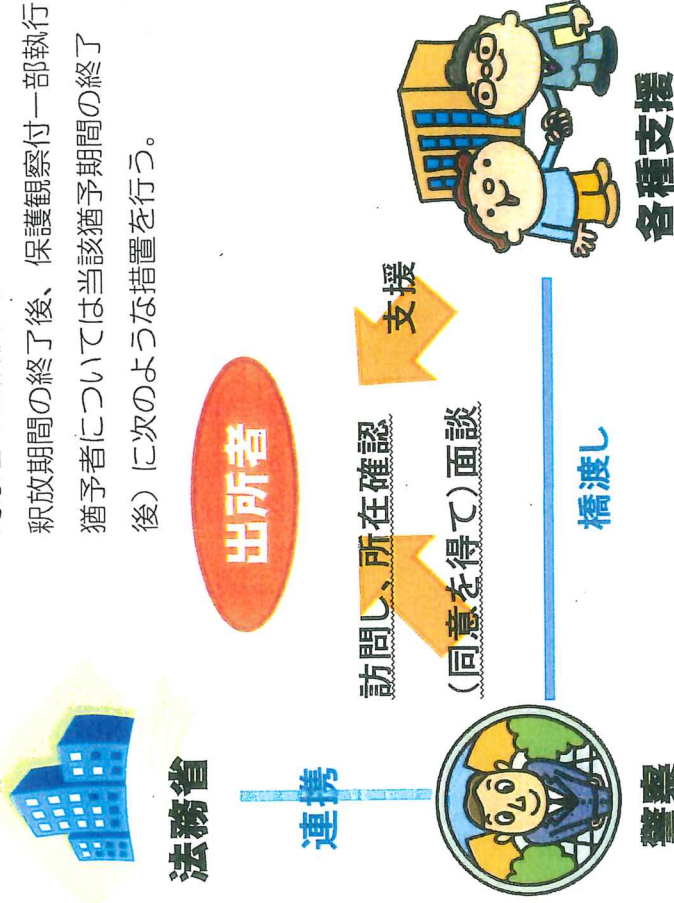 釈放期間の終了後、保護観察付一部執行
猶予者については当該猶予期間の終了
後）に次のような措置を行う。
法務省
出所者
連携
訪問し、所在確認
（同意を得て）面談
支援
警察
橋渡し
各種支援